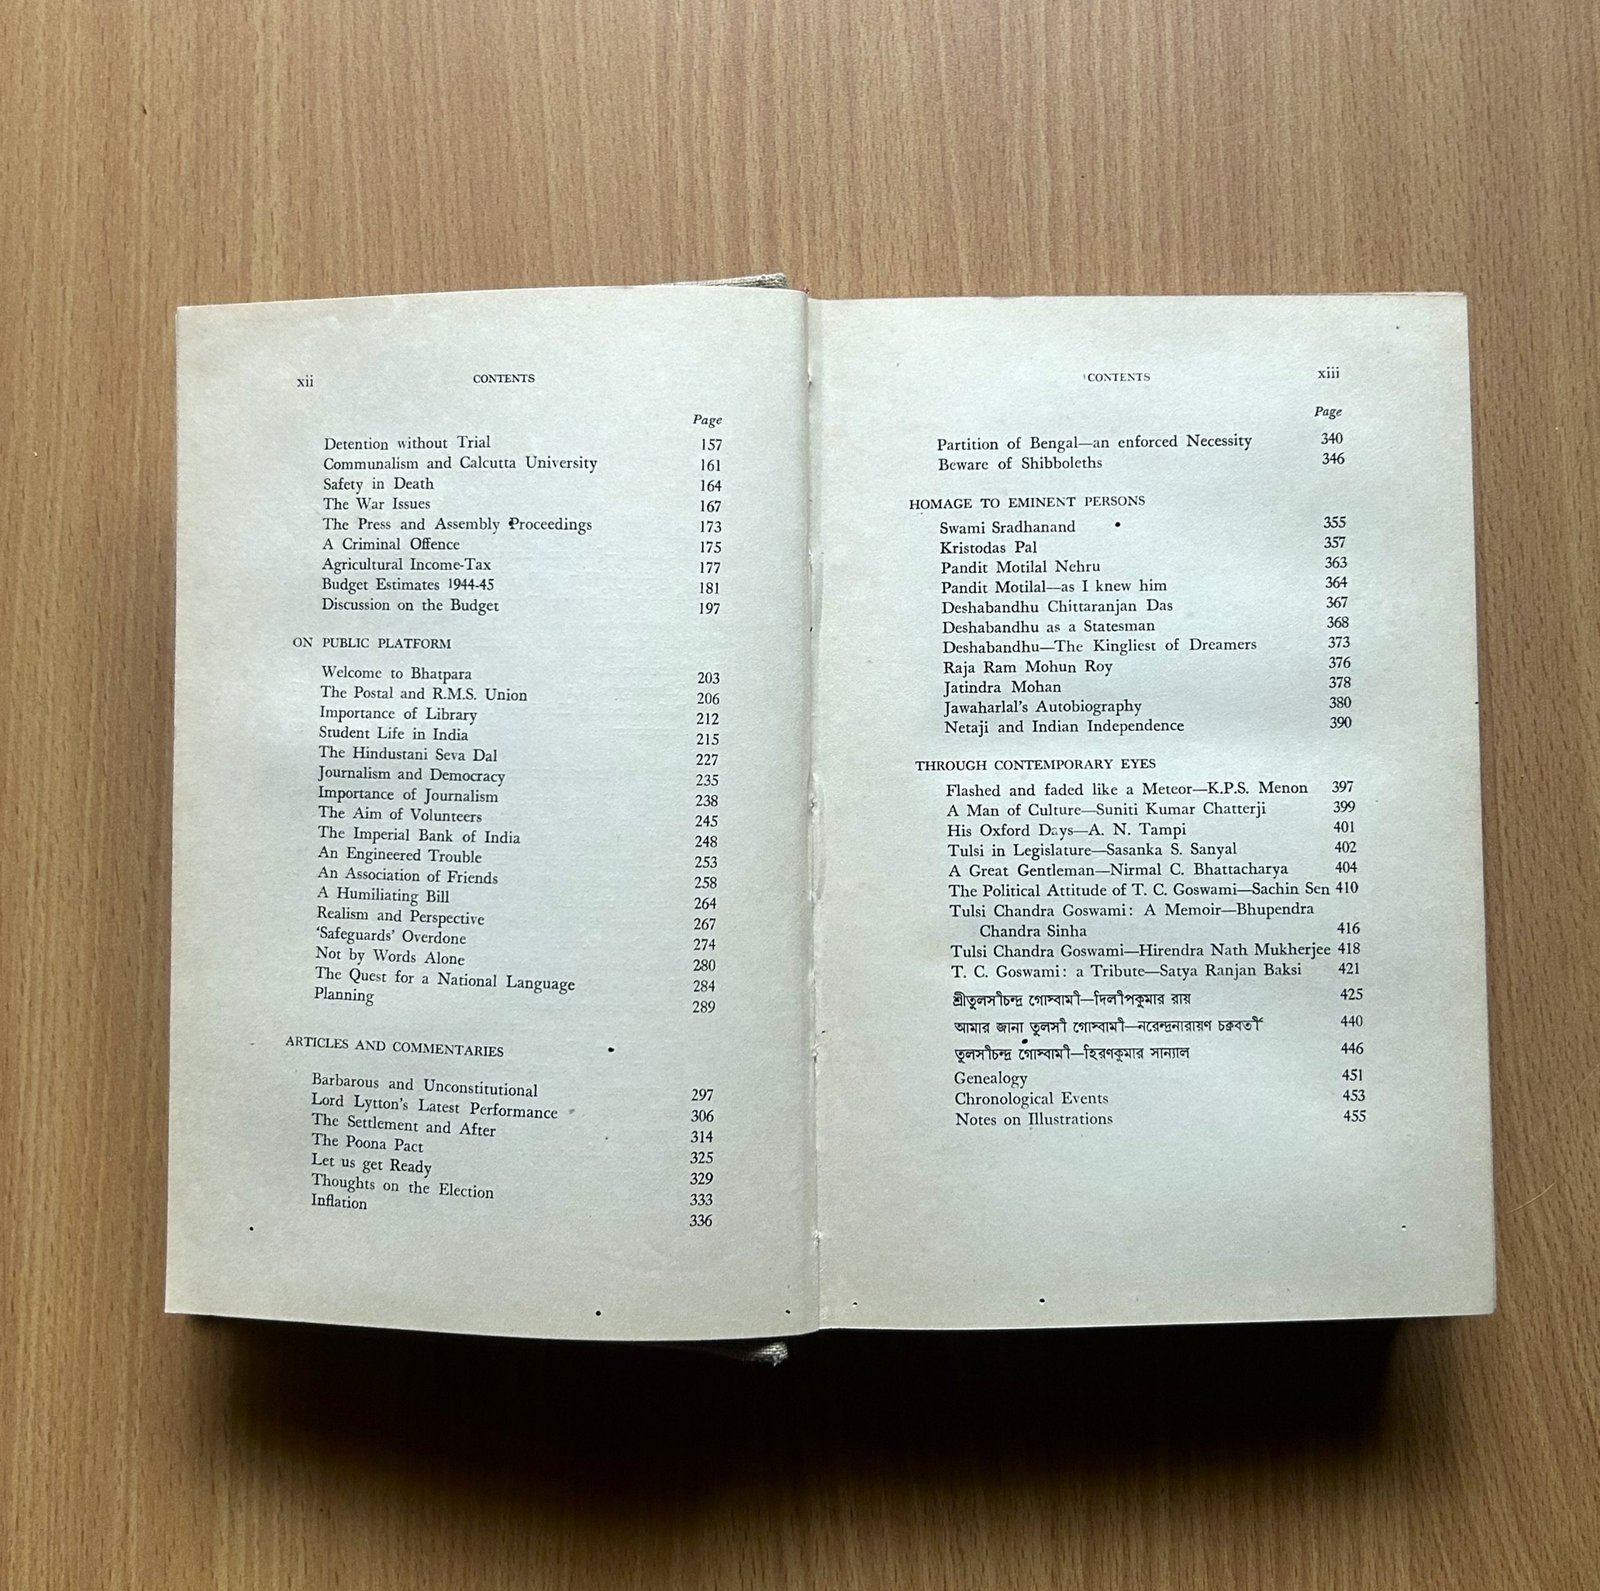 xii CONTENTS
Page
Detention without Trial 157
Communalism and Calcutta University 161
Safety in Death 164
The War Issues 167
The Press and Assembly Proceedings 173
A Criminal Offence 175
Agricultural Income-Tax 177
Budget Estimates 1944-45 181
Discussion on the Budget 197
ON PUBLIC PLATFORM
Welcome to Bhatpara 203
The Postal and R.M.S. Union 206
Importance of Library 212
Student Life in India 215
The Hindustani Seva Dal 227
Journalism and Democracy 235
Importance of Journalism 238
The Aim of Volunteers 245
The Imperial Bank of India 248
An Engineered Trouble 253
An Association of Friends 258
A Humiliating Bill 264
Realism and Perspective 267
'Safeguards' Overdone 274
Not by Words Alone 280
The Quest for a National Language 284
Planning 289
ARTICLES AND COMMENTARIES
Barbarous and Unconstitutional 297
Lord Lytton's Latest Performance 306
The Settlement and After 314
The Poona Pact 325
Let us get Ready 329
Thoughts on the Election 333
Inflation 336
CONTENTS xiii
Page
Partition of Bengal—an enforced Necessity 340
Beware of Shibboleths 346
HOMAGE TO EMINENT PERSONS
Swami Sradhanand 355
Kristodas Pal 357
Pandit Motilal Nehru 363
Pandit Motilal—as I knew him 364
Deshabandhu Chittaranjan Das 367
Deshabandhu as a Statesman 368
Deshabandhu—The Kingliest of Dreamers 373
Raja Ram Mohun Roy 376
Jatindra Mohan 378
Jawaharlal's Autobiography 380
Netaji and Indian Independence 390
THROUGH CONTEMPORARY EYES
Flashed and faded like a Meteor—K.P.S. Menon 397
A Man of Culture—Suniti Kumar Chatterji 399
His Oxford Days—A. N. Tampi 401
Tulsi in Legislature—Sasanka S. Sanyal 402
A Great Gentleman—Nirmal C. Bhattacharya 404
The Political Attitude of T. C. Goswami—Sachin Sen 410
Tulsi Chandra Goswami: A Memoir—Bhupendra
Chandra Sinha 416
Tulsi Chandra Goswami—Hirendra Nath Mukherjee 418
T. C. Goswami: a Tribute—Satya Ranjan Baksi 421
শ্রীতুলসীচন্দ্র গোস্বামী—দিলীপকুমার রায় 425
আমার জানা তুলসী গোস্বামী—নরেন্দ্রনারায়ণ চক্রবর্তী 440
তুলসীচন্দ্র গোস্বামী—হিরণকুমার সান্যাল 446
Genealogy 451
Chronological Events 453
Notes on Illustrations 455